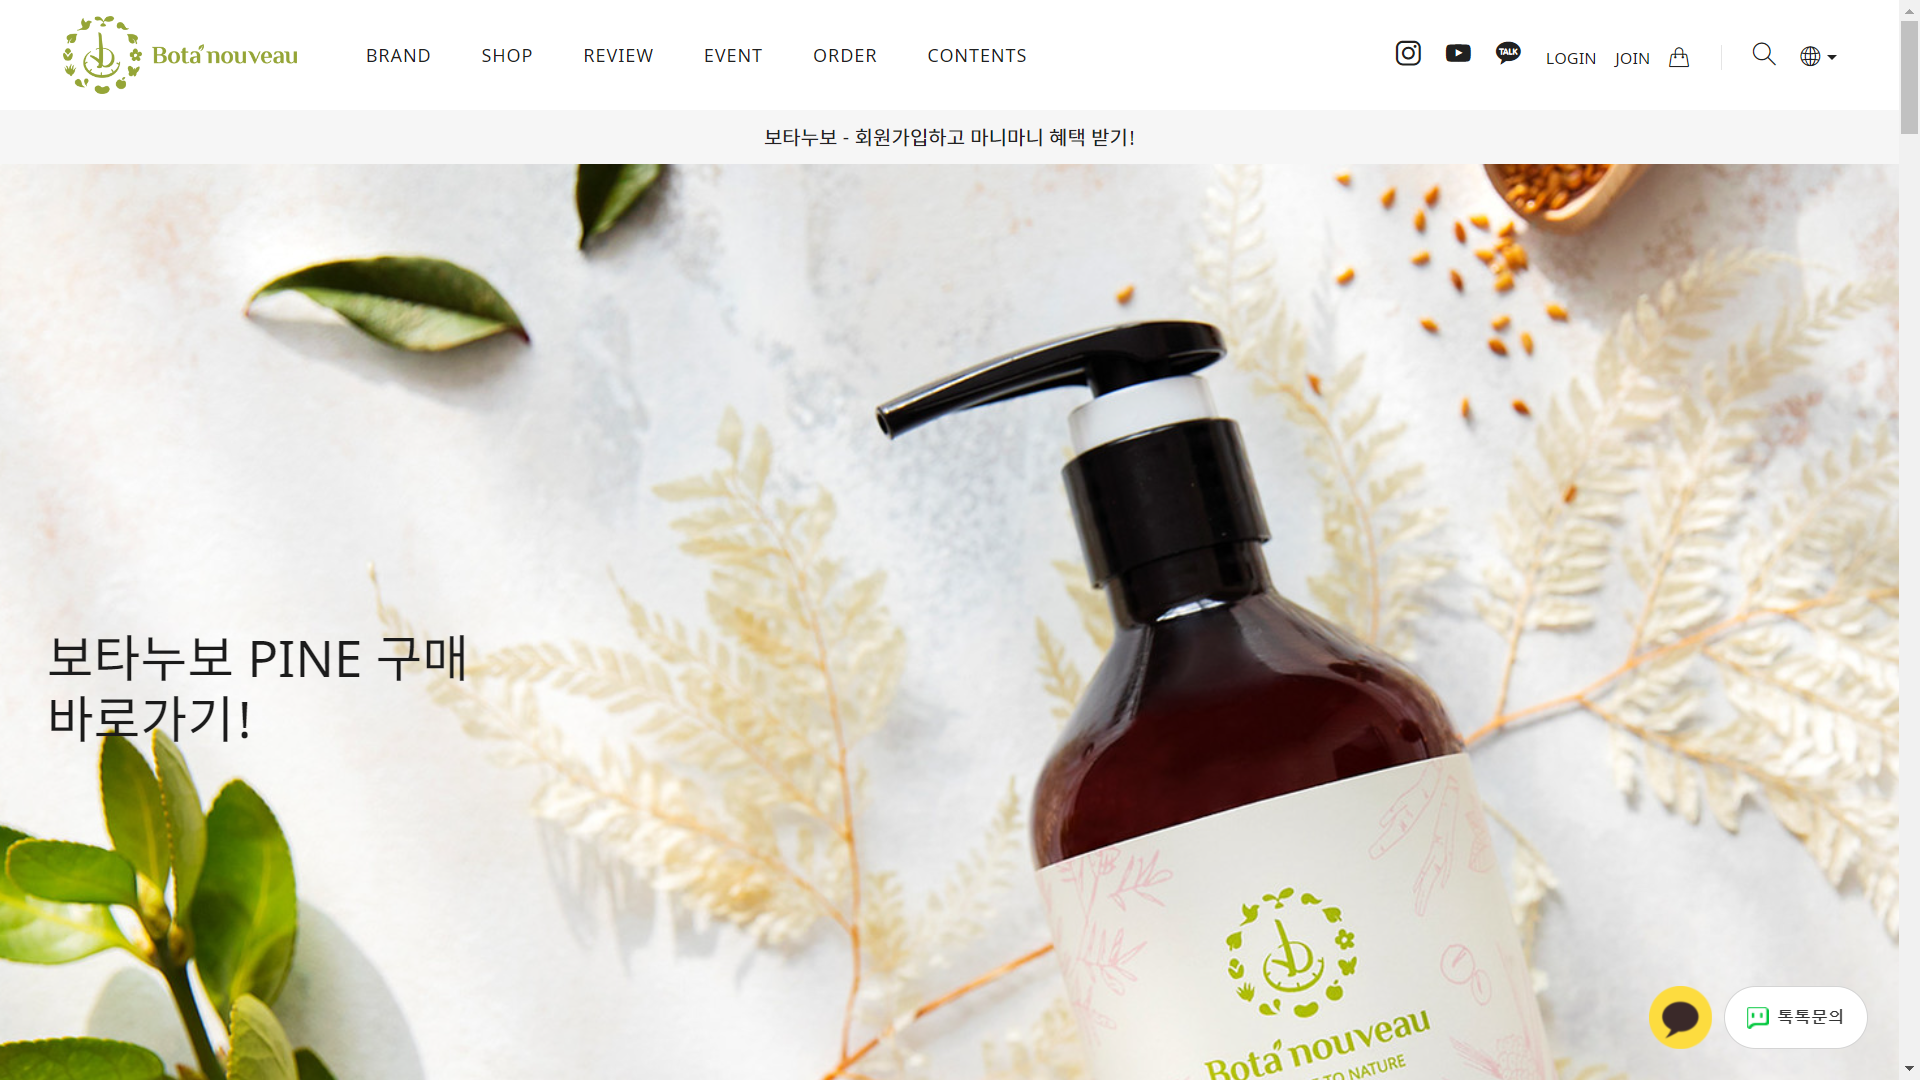 Bota'nouveau
BRAND
SHOP
REVIEW
EVENT
ORDER
CONTENTS
TALK
LOGIN
JOIN
보타누보 - 회원가입하고 마니마니 혜택 받기!
보타누보 PINE 구매
바로가기!
Bota'nouveau
TO NATURE
톡톡문의